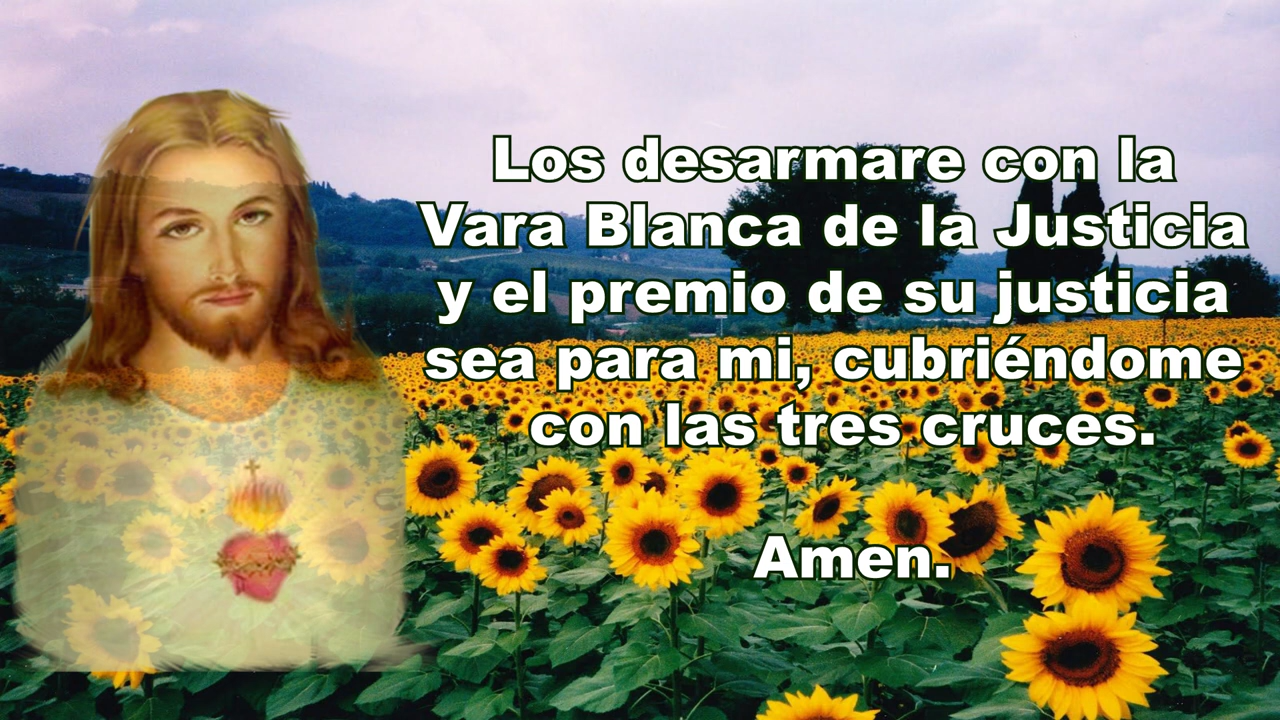 Los desarmare con la
Vara Blanca de la Justicia
y el premio de su justicia
sea para mi, cubriéndome
con las tres cruces.
Amen.